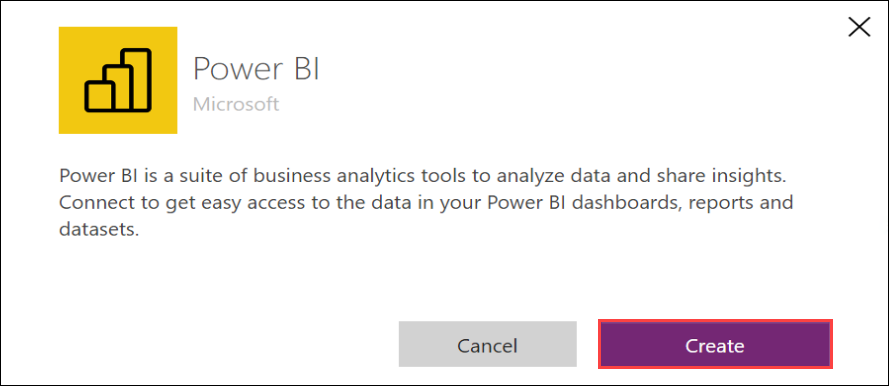 Power BI
Microsoft
Power BI is a suite of business analytics tools to analyze data and share insights.
Connect to get easy access to the data in your Power BI dashboards, reports and
datasets.
Cancel
Create